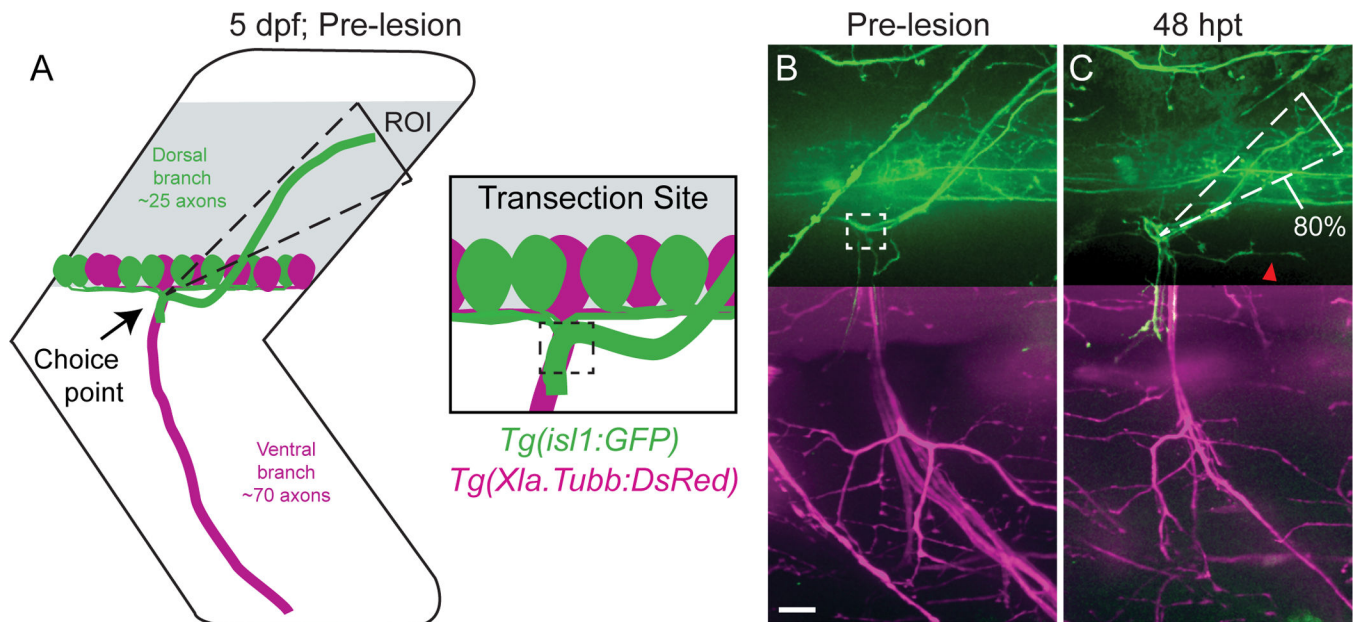 5 dpf; Pre-lesion
A
ROI
Dorsal
branch
~25 axons
Choice
point
Ventral
branch
~70 axons
Transection Site
Tg(isl1:GFP)
Tg(Xla.Tubb:DsRed)
Pre-lesion
B
48 hpt
C
80%